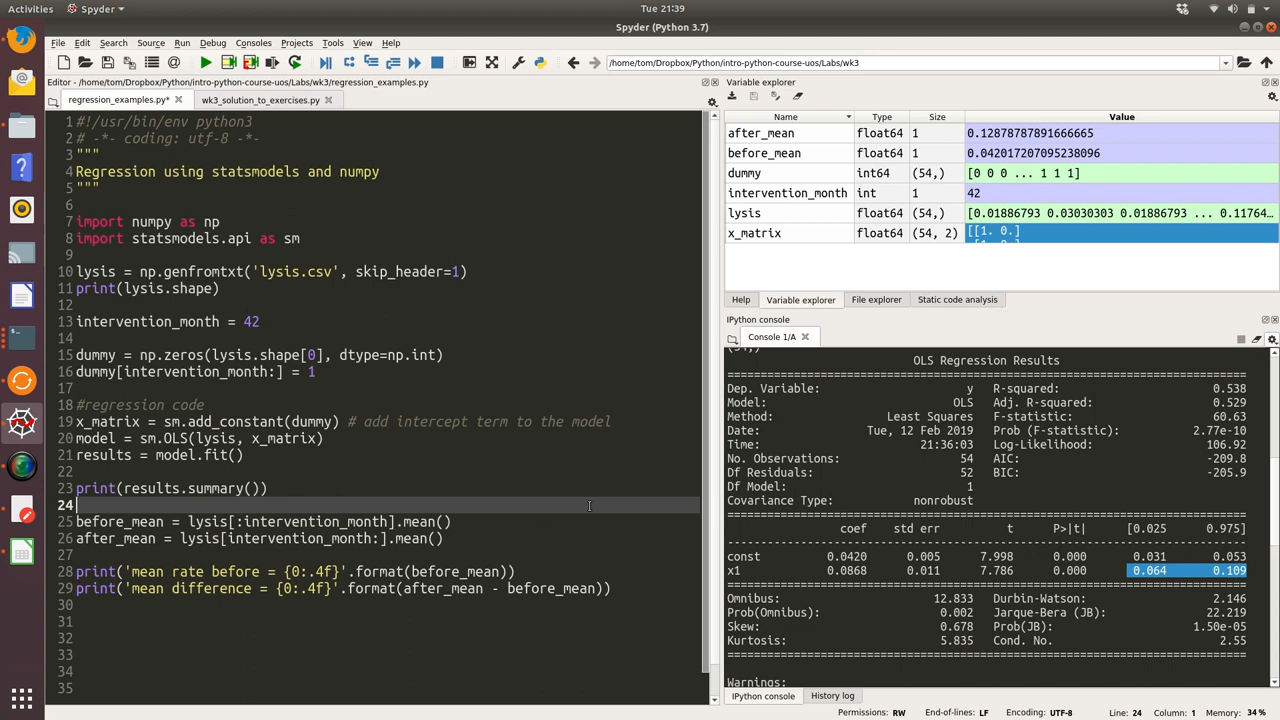 Activities Spyder Tue 21:39
Spyder (Python 3.7)
File Edit Search Source Run Debug Consoles Projects Tools View Help
/home/tom/Dropbox/Python/intro-python-course-uos/Labs/wk3
Editor - /home/tom/Dropbox/Python/intro-python-course-uos/Labs/wk3/regression_examples.py
regression_examples.py* wk3_solution_to_exercises.py
1 #!/usr/bin/env python3
2 # -*- coding: utf-8 -*-
3 """
4 Regression using statsmodels and numpy
5 """
6
7 import numpy as np
8 import statsmodels.api as sm
9
10 lysis = np.genfromtxt('lysis.csv', skip_header=1)
11 print(lysis.shape)
12
13 intervention_month = 42
14
15 dummy = np.zeros(lysis.shape[0], dtype=np.int)
16 dummy[intervention_month:] = 1
17
18 #regression code
19 x_matrix = sm.add_constant(dummy) # add intercept term to the model
20 model = sm.OLS(lysis, x_matrix)
21 results = model.fit()
22
23 print(results.summary())
24
25 before_mean = lysis[:intervention_month].mean()
26 after_mean = lysis[intervention_month:].mean()
27
28 print('mean rate before = {0:.4f}'.format(before_mean))
29 print('mean difference = {0:.4f}'.format(after_mean - before_mean))
30
31
32
33
34
35
Variable explorer
Name Type Size Value
after_mean float64 1 0.12878787891666665
before_mean float64 1 0.042017207095238096
dummy int64 (54,) [0 0 0 ... 1 1 1]
intervention_month int 1 42
lysis float64 (54,) [0.01886793 0.03030303 0.01886793 ... 0.11764...
x_matrix float64 (54, 2) [[1. 0.]
Help Variable explorer File explorer Static code analysis
IPython console
Console 1/A
OLS Regression Results
==============================================================================
Dep. Variable: y R-squared: 0.538
Model: OLS Adj. R-squared: 0.529
Method: Least Squares F-statistic: 60.63
Date: Tue, 12 Feb 2019 Prob (F-statistic): 2.77e-10
Time: 21:36:03 Log-Likelihood: 106.92
No. Observations: 54 AIC: -209.8
Df Residuals: 52 BIC: -205.9
Df Model: 1
Covariance Type: nonrobust
==============================================================================
coef std err t P>|t| [0.025 0.975]
------------------------------------------------------------------------------
const 0.0420 0.005 7.998 0.000 0.031 0.053
x1 0.0868 0.011 7.786 0.000 0.064 0.109
==============================================================================
Omnibus: 12.833 Durbin-Watson: 2.146
Prob(Omnibus): 0.002 Jarque-Bera (JB): 22.219
Skew: 0.678 Prob(JB): 1.50e-05
Kurtosis: 5.835 Cond. No. 2.55
==============================================================================
Warnings:
IPython console History log
Permissions: RW End-of-lines: LF Encoding: UTF-8 Line: 24 Column: 1 Memory: 34 %